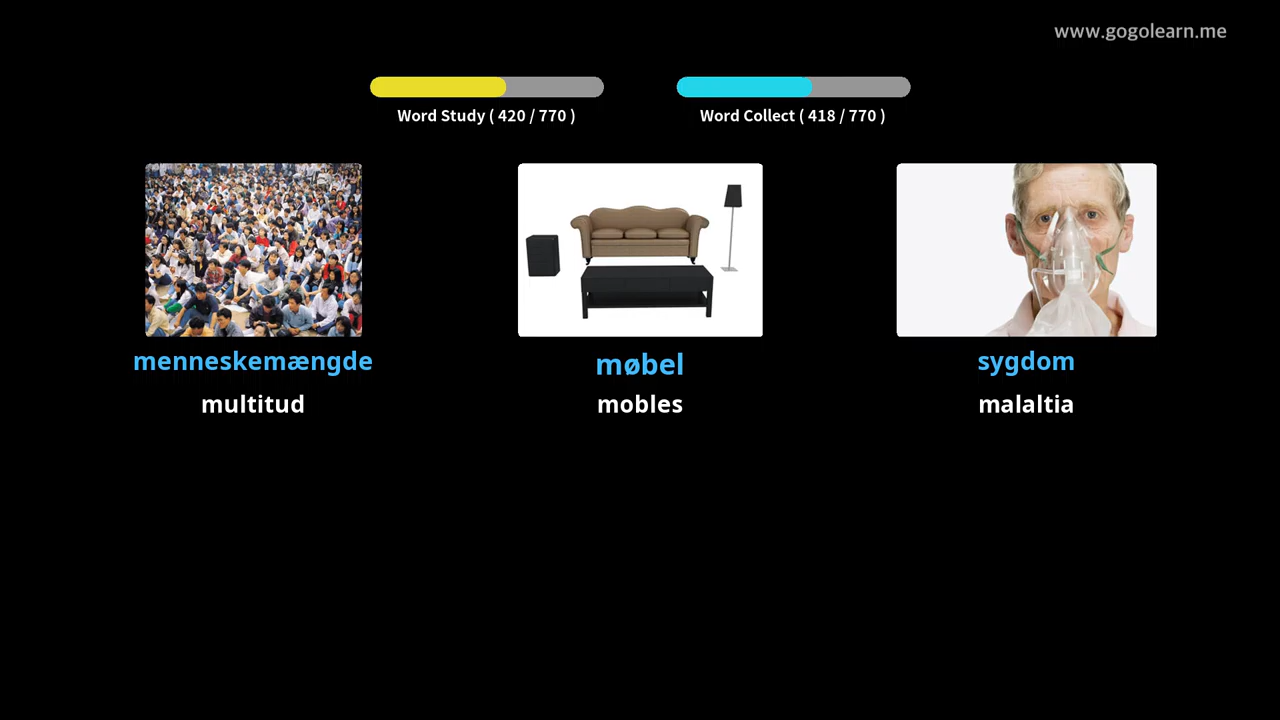 www.gogolearn.me
Word Study ( 420 / 770 )
Word Collect ( 418 / 770 )
menneskemængde
møbel
sygdom
multitud
mobles
malaltia